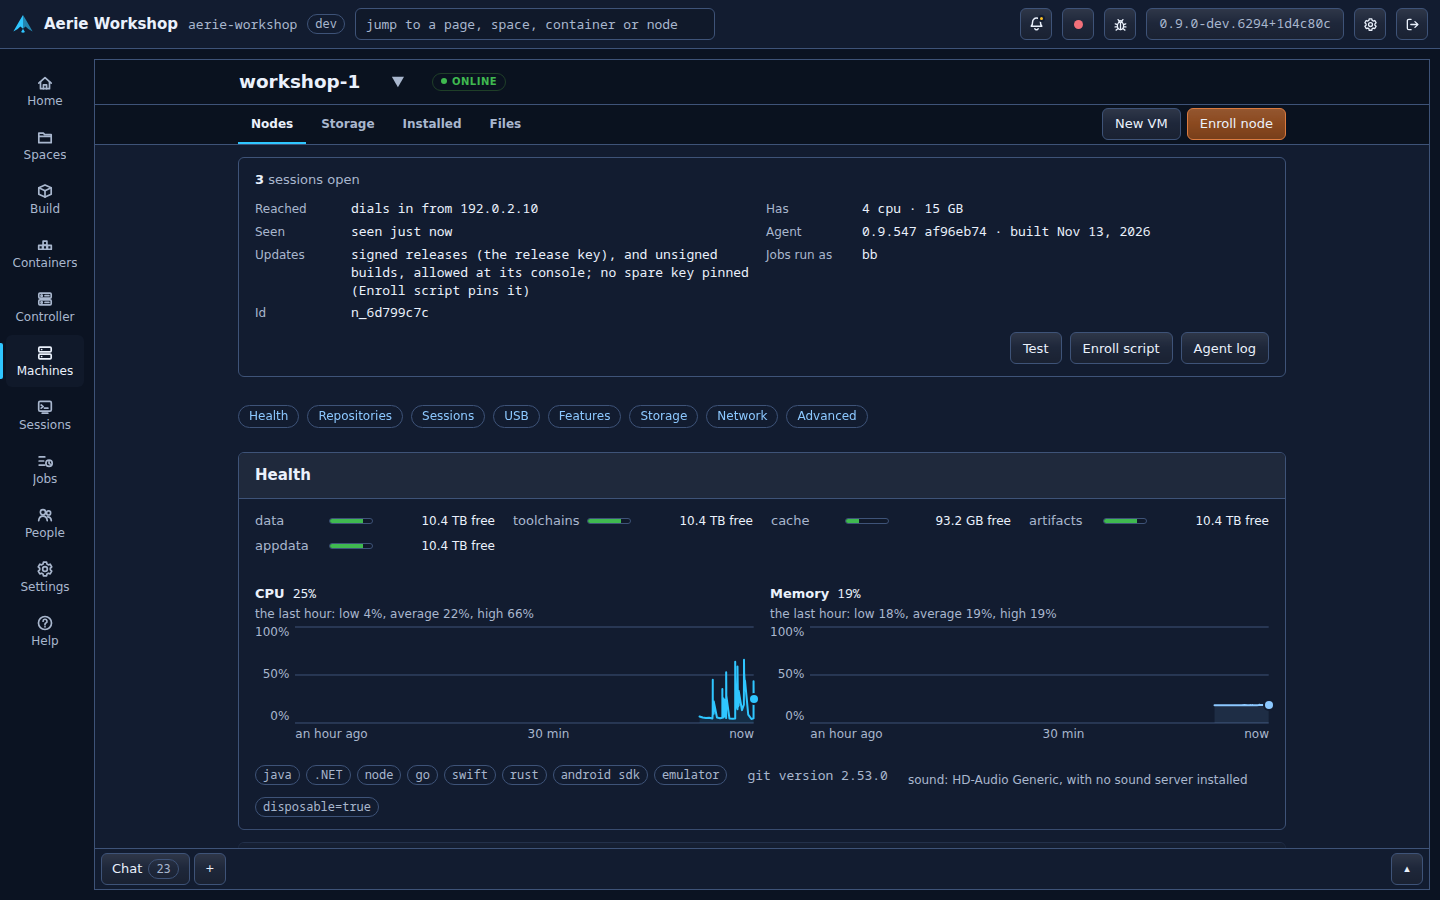 Aerie Workshop aerie-workshop dev jump to a page, space, container or node 0.9.0-dev.6294+1d4c80c
Home
Spaces
Build
Containers
Controller
Machines
Sessions
Jobs
People
Settings
Help
workshop-1 ▼ ONLINE
Nodes Storage Installed Files New VM Enroll node
3 sessions open
Reached dials in from 192.0.2.10 Has 4 cpu · 15 GB
Seen seen just now Agent 0.9.547 af96eb74 · built Nov 13, 2026
Updates signed releases (the release key), and unsigned Jobs run as bb
builds, allowed at its console; no spare key pinned
(Enroll script pins it)
Id n_6d799c7c
Test Enroll script Agent log
Health Repositories Sessions USB Features Storage Network Advanced
Health
data 10.4 TB free toolchains 10.4 TB free cache 93.2 GB free artifacts 10.4 TB free
appdata 10.4 TB free
CPU 25% Memory 19%
the last hour: low 4%, average 22%, high 66% the last hour: low 18%, average 19%, high 19%
100% 100%
50% 50%
0% 0%
an hour ago 30 min now an hour ago 30 min now
java .NET node go swift rust android sdk emulator git version 2.53.0 sound: HD-Audio Generic, with no sound server installed
disposable=true
Chat 23 + ▲